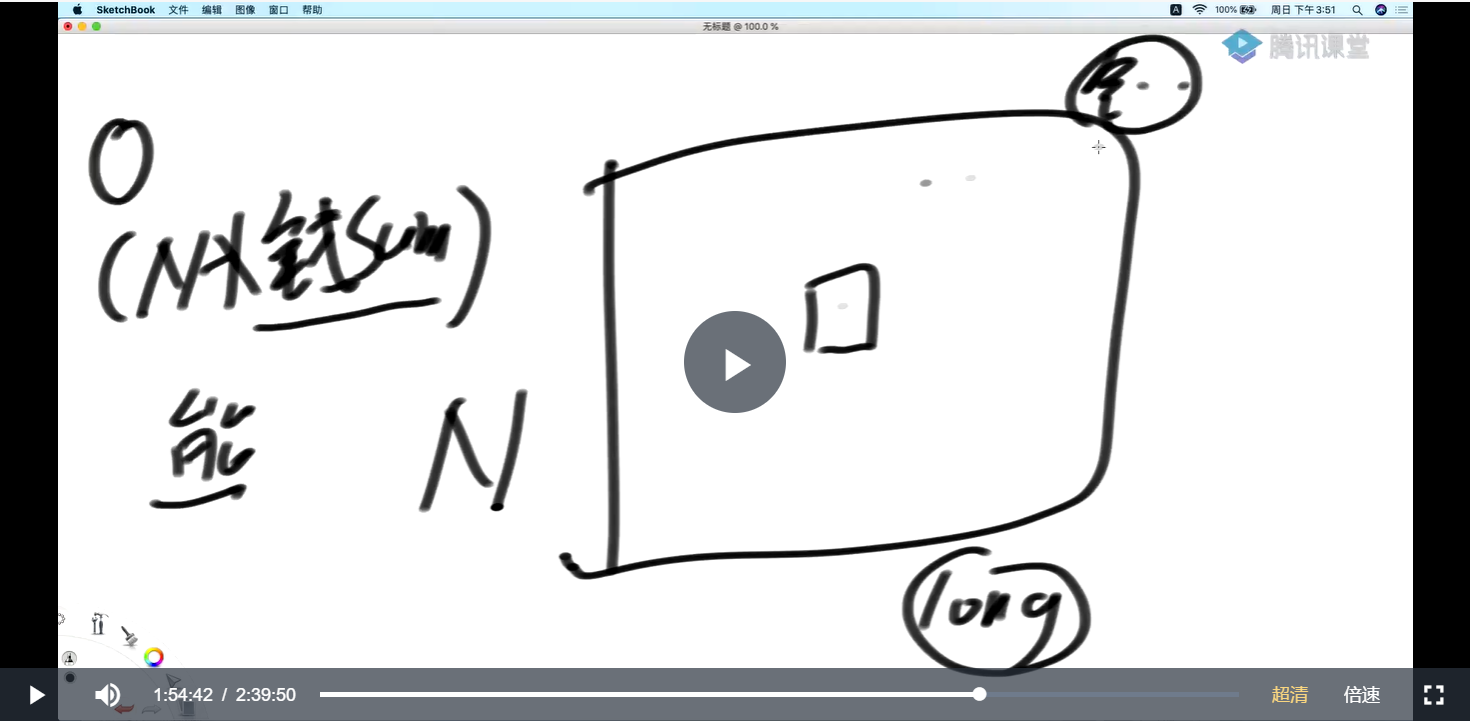 SketchBook 文件 编辑 图像 窗口 帮助
A 100% 周日 下午3:51
无标题 @ 100.0 %
腾讯课堂
O
(N×钱Sum)
能 N
long
1:54:42 / 2:39:50 超清 倍速